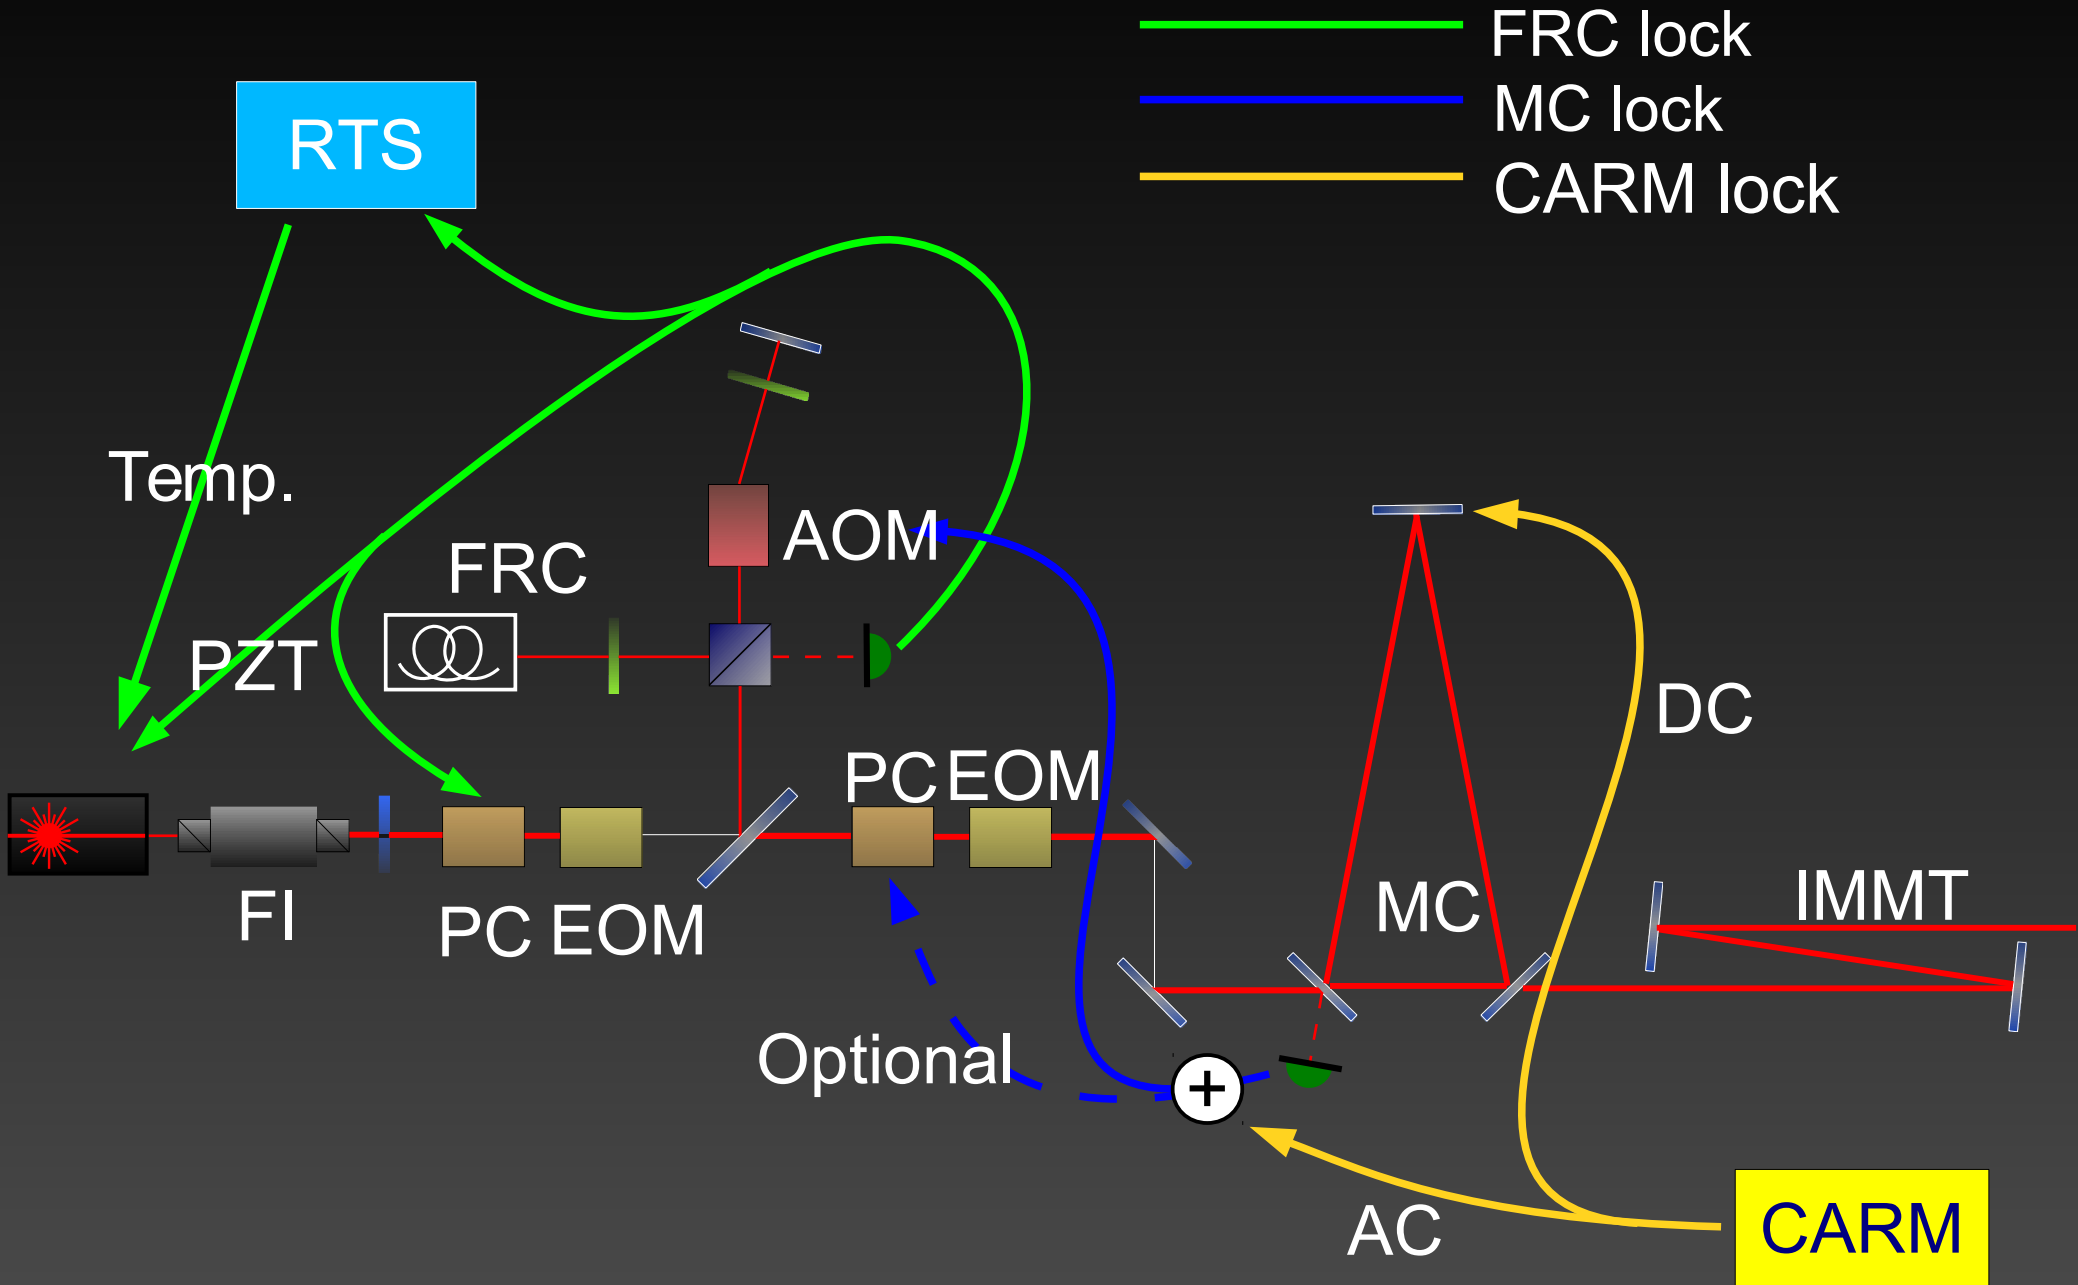 FRC lock
MC lock
CARM lock
RTS
Temp.
AOM
FRC
PZT
DC
PC EOM
MC
IMMT
FI
PC EOM
Optional
+
AC
CARM